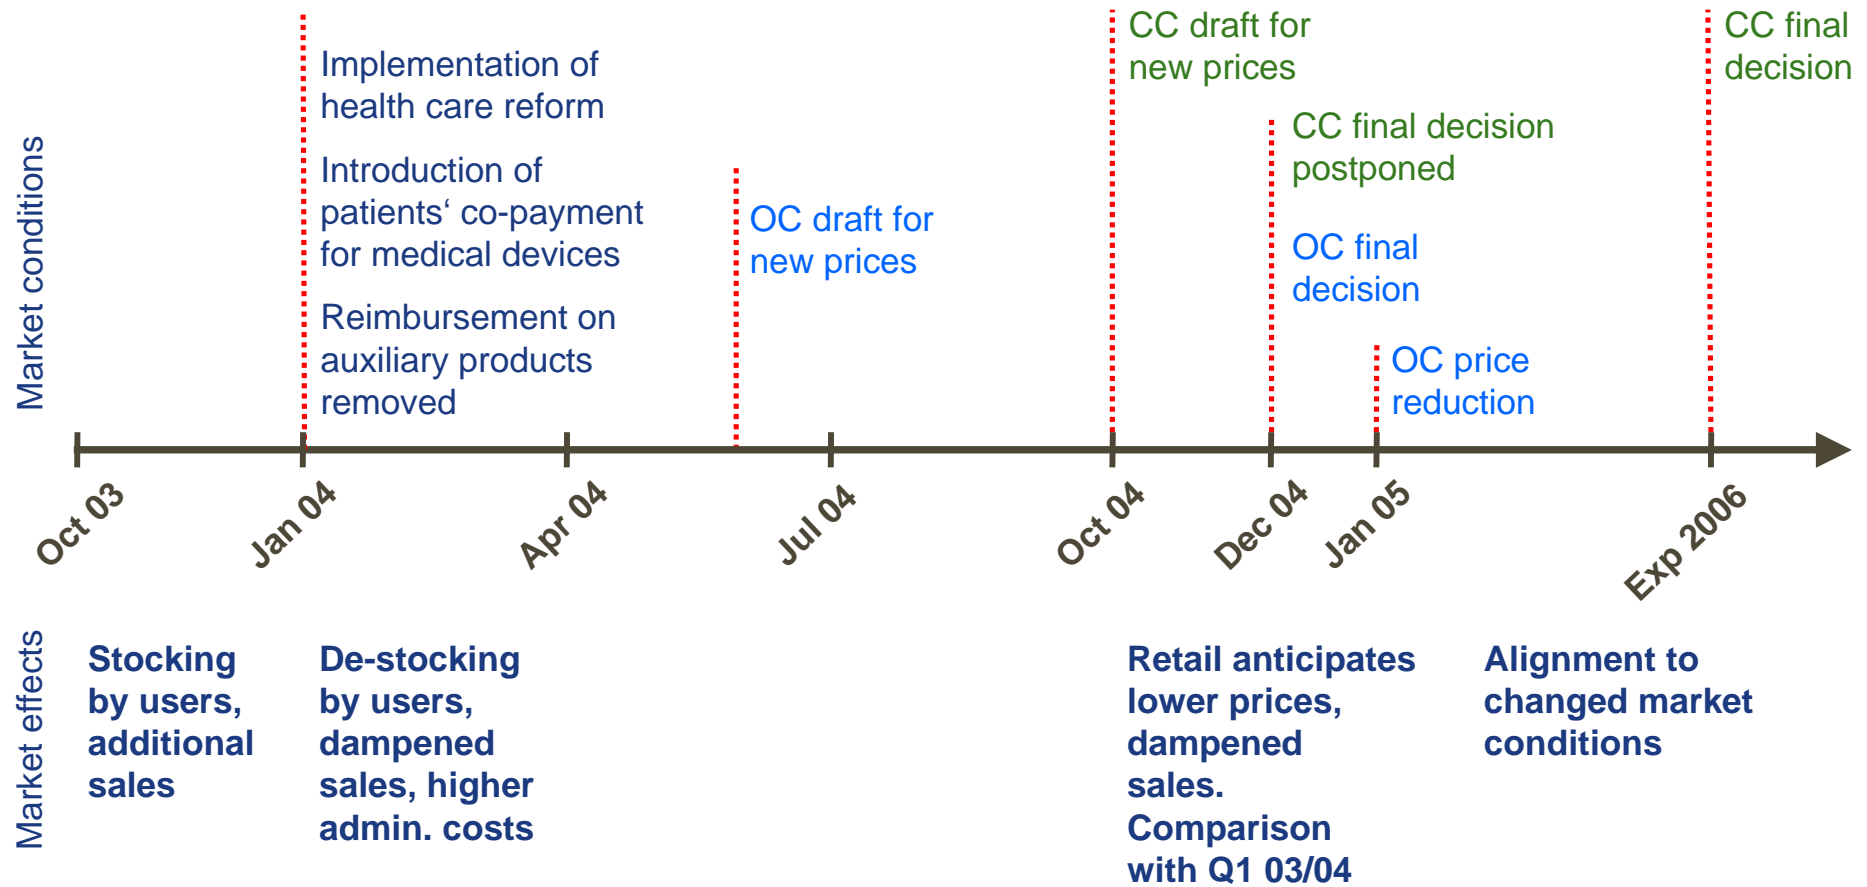 Market conditions
Implementation of
health care reform
Introduction of
patients‘ co-payment
for medical devices
Reimbursement on
auxiliary products
removed
OC draft for
new prices
CC draft for
new prices
CC final decision
postponed
OC final
decision
OC price
reduction
CC final
decision
Oct 03
Jan 04
Apr 04
Jul 04
Oct 04
Dec 04
Jan 05
Exp 2006
Market effects
Stocking
by users,
additional
sales
De-stocking
by users,
dampened
sales, higher
admin. costs
Retail anticipates
lower prices,
dampened
sales.
Comparison
with Q1 03/04
Alignment to
changed market
conditions